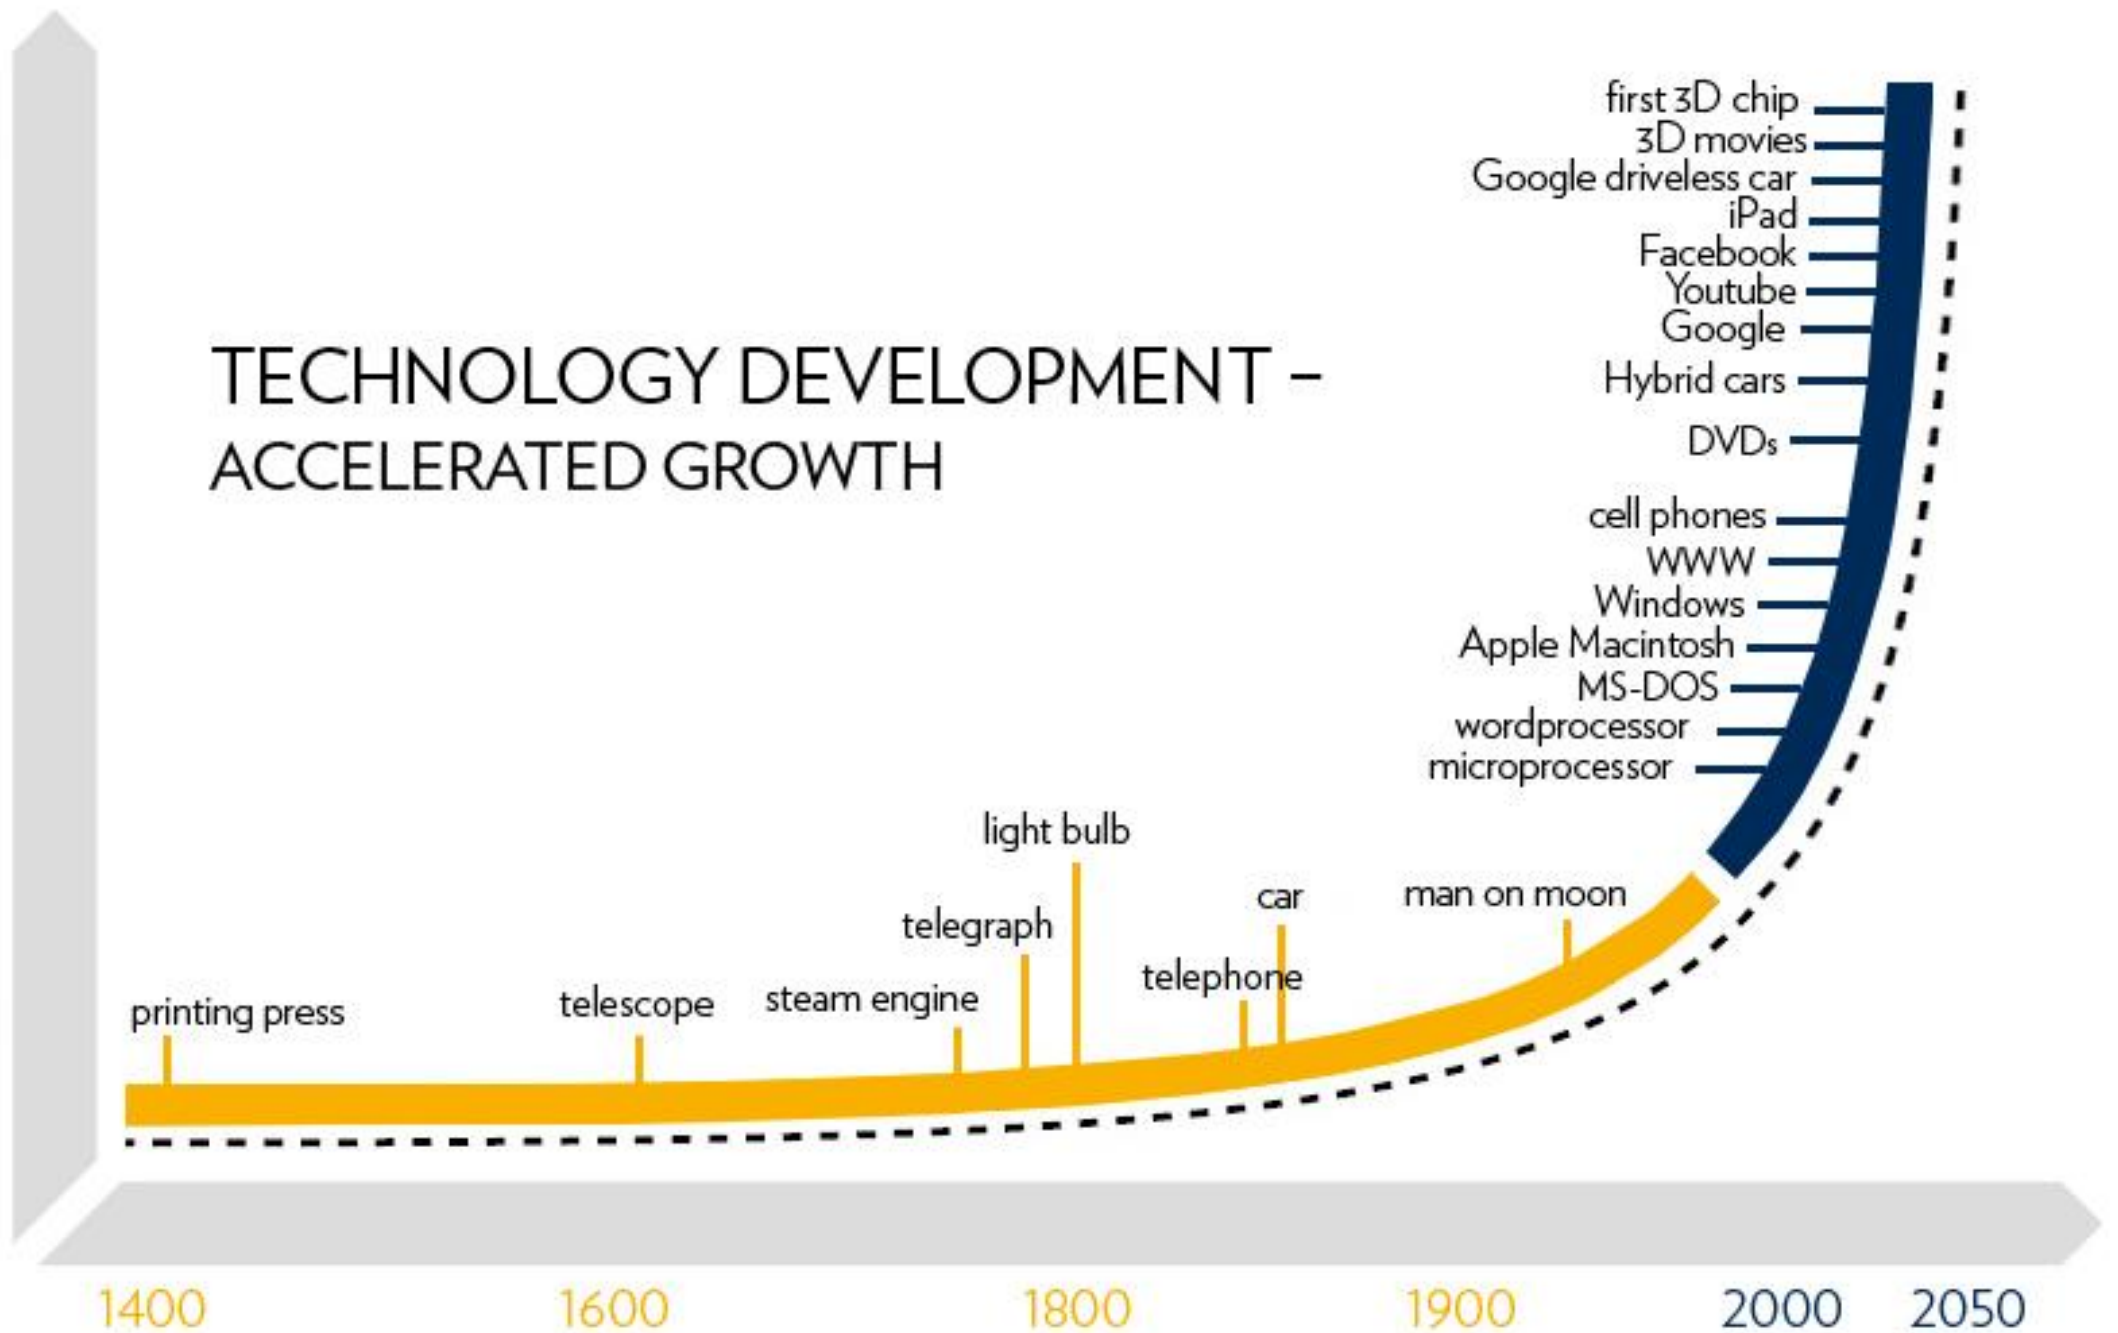 first 3D chip
3D movies
Google driveless car
iPad
Facebook
Youtube
Google
Hybrid cars
DVDs
cell phones
WWW
Windows
Apple Macintosh
MS-DOS
wordprocessor
microprocessor
TECHNOLOGY DEVELOPMENT –
ACCELERATED GROWTH
light bulb
telegraph
car
man on moon
telephone
steam engine
telescope
printing press
1400 1600 1800 1900 2000 2050